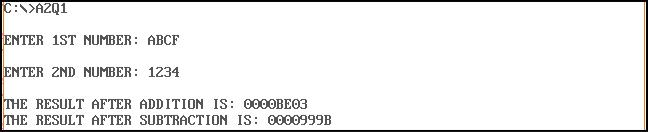 C:\>A2Q1
ENTER 1ST NUMBER: ABCF
ENTER 2ND NUMBER: 1234
THE RESULT AFTER ADDITION IS: 0000BE03
THE RESULT AFTER SUBTRACTION IS: 0000999B